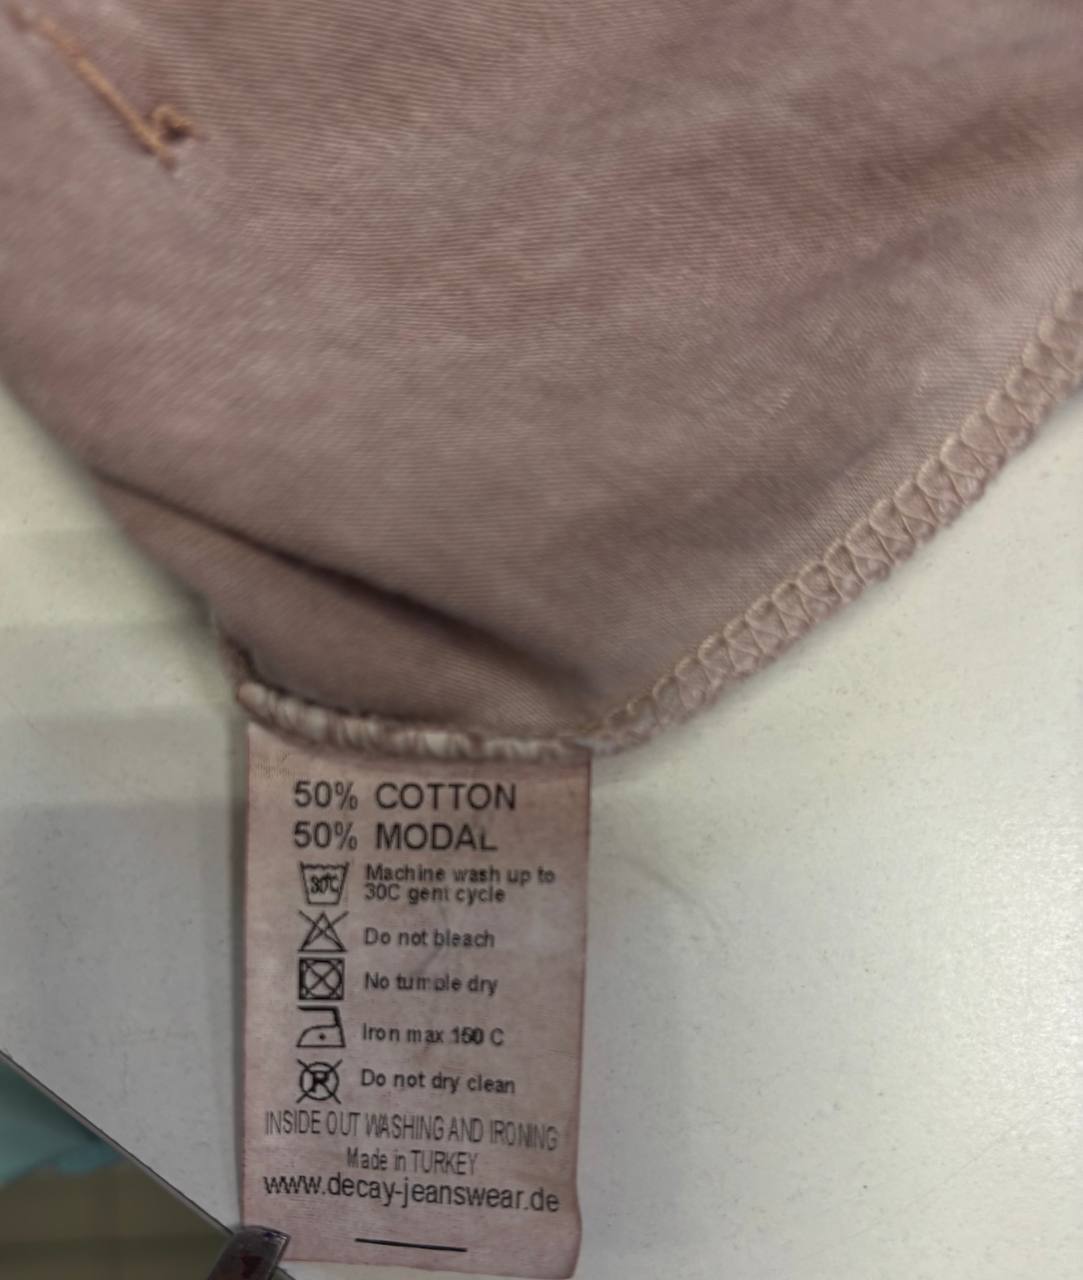 50% COTTON
50% MODAL
30°C
Machine wash up to
30C gent cycle
Do not bleach
No tumble dry
Iron max 150 C
R
Do not dry clean
INSIDE OUT WASHING AND IRONING
Made in TURKEY
www.decay-jeanswear.de